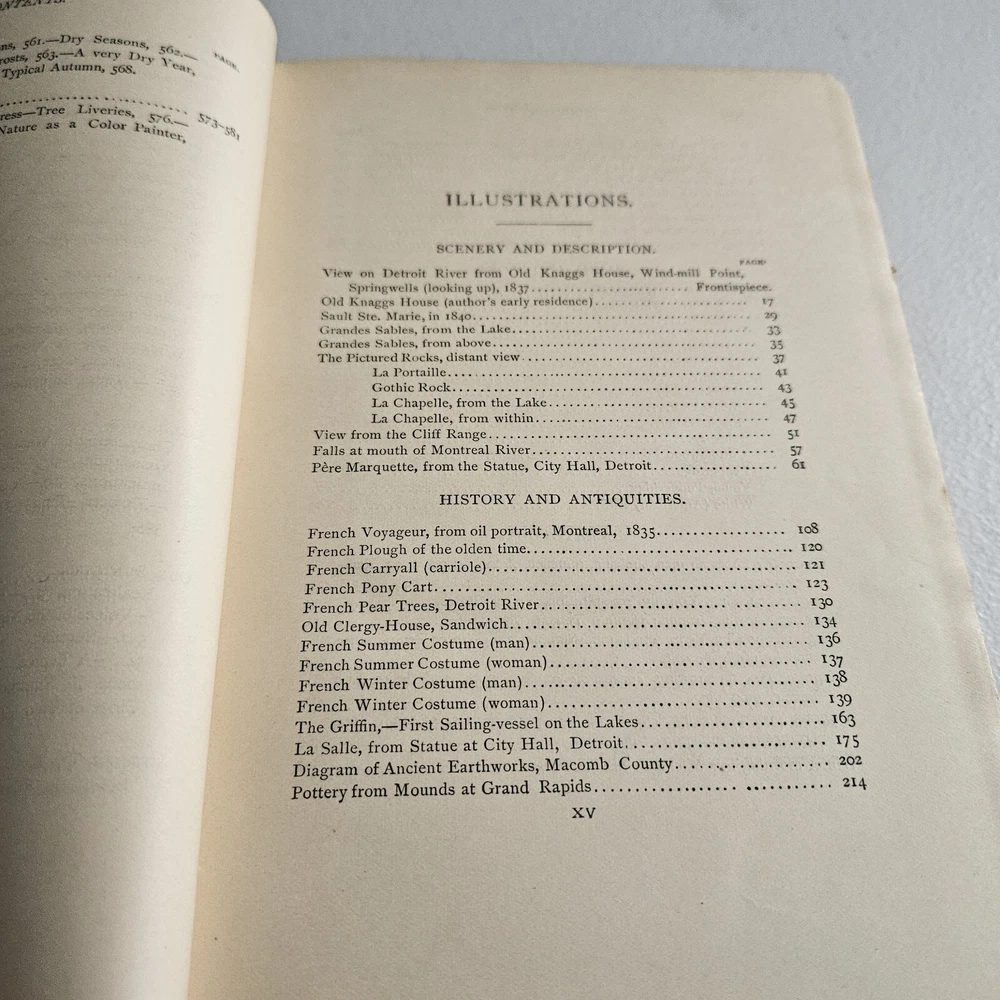 ONTENTS.
PAGE.
ns, 561.—Dry Seasons, 562.—
rosts, 563.—A very Dry Year,
Typical Autumn, 568.
........................ 573–581
ress—Tree Liveries, 576.—
Nature as a Color Painter,
ILLUSTRATIONS.
SCENERY AND DESCRIPTION.
PAGE.
View on Detroit River from Old Knaggs House, Wind-mill Point,
Springwells (looking up), 1837........................ Frontispiece.
Old Knaggs House (author's early residence)........................ 17
Sault Ste. Marie, in 1840........................ 29
Grandes Sables, from the Lake........................ 33
Grandes Sables, from above........................ 35
The Pictured Rocks, distant view........................ 37
La Portaille........................ 41
Gothic Rock........................ 43
La Chapelle, from the Lake........................ 45
La Chapelle, from within........................ 47
View from the Cliff Range........................ 51
Falls at mouth of Montreal River........................ 57
Père Marquette, from the Statue, City Hall, Detroit........................ 61
HISTORY AND ANTIQUITIES.
French Voyageur, from oil portrait, Montreal, 1835........................ 108
French Plough of the olden time........................ 120
French Carryall (carriole)........................ 121
French Pony Cart........................ 123
French Pear Trees, Detroit River........................ 130
Old Clergy-House, Sandwich........................ 134
French Summer Costume (man)........................ 136
French Summer Costume (woman)........................ 137
French Winter Costume (man)........................ 138
French Winter Costume (woman)........................ 139
The Griffin,—First Sailing-vessel on the Lakes........................ 163
La Salle, from Statue at City Hall, Detroit........................ 175
Diagram of Ancient Earthworks, Macomb County........................ 202
Pottery from Mounds at Grand Rapids........................ 214
XV